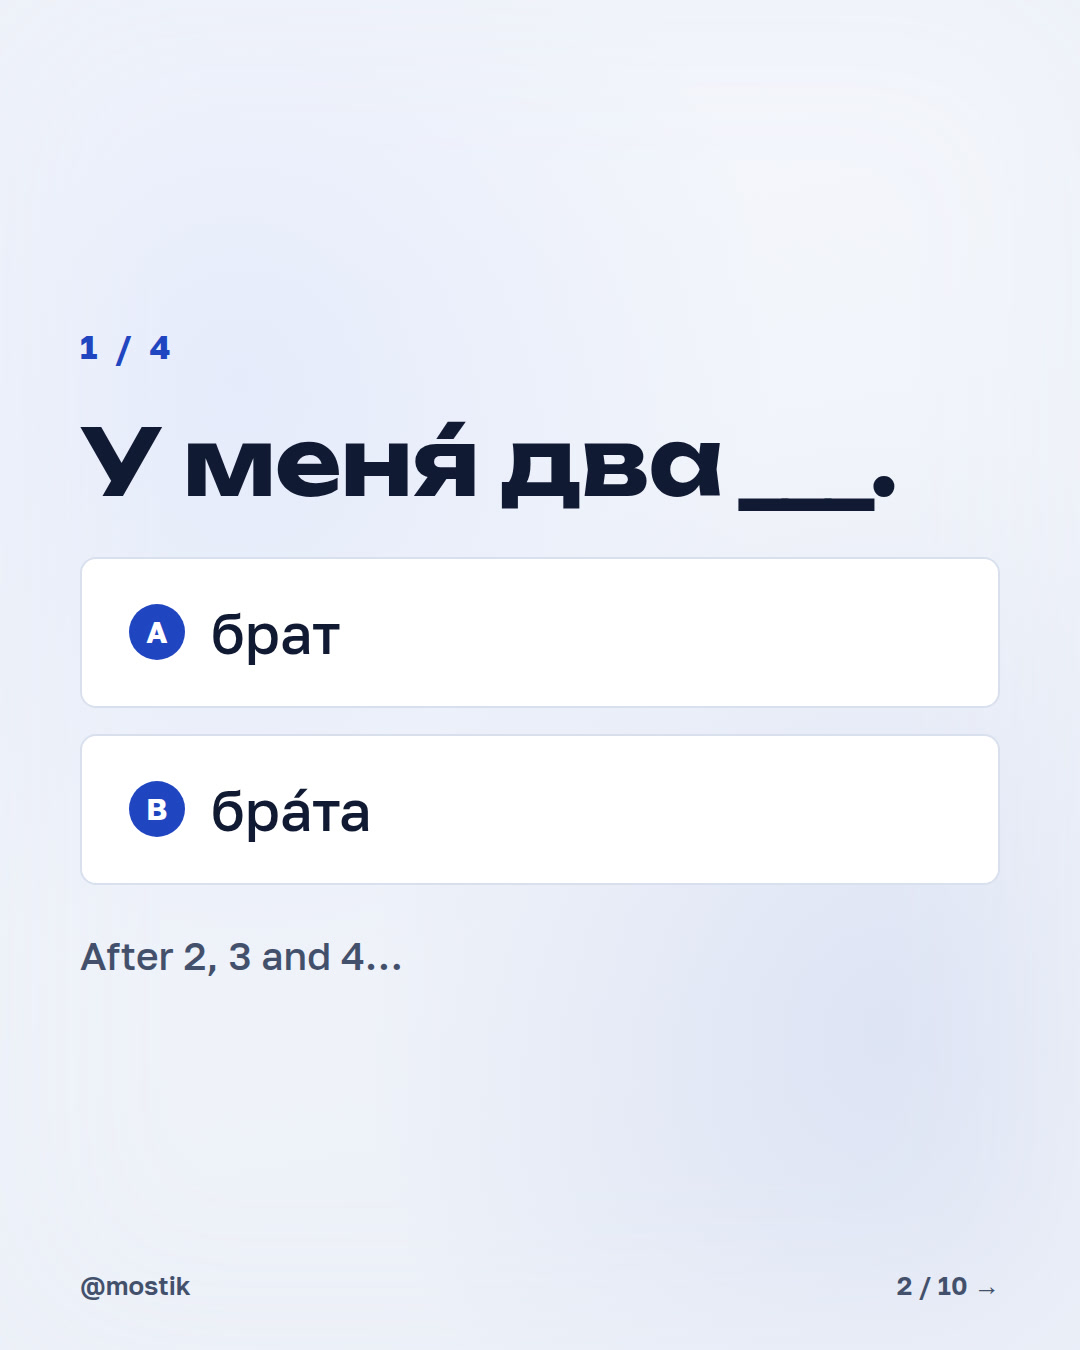 1 / 4
У меня́ два ___.
A брат
B бра́та
After 2, 3 and 4...
@mostik
2 / 10 →